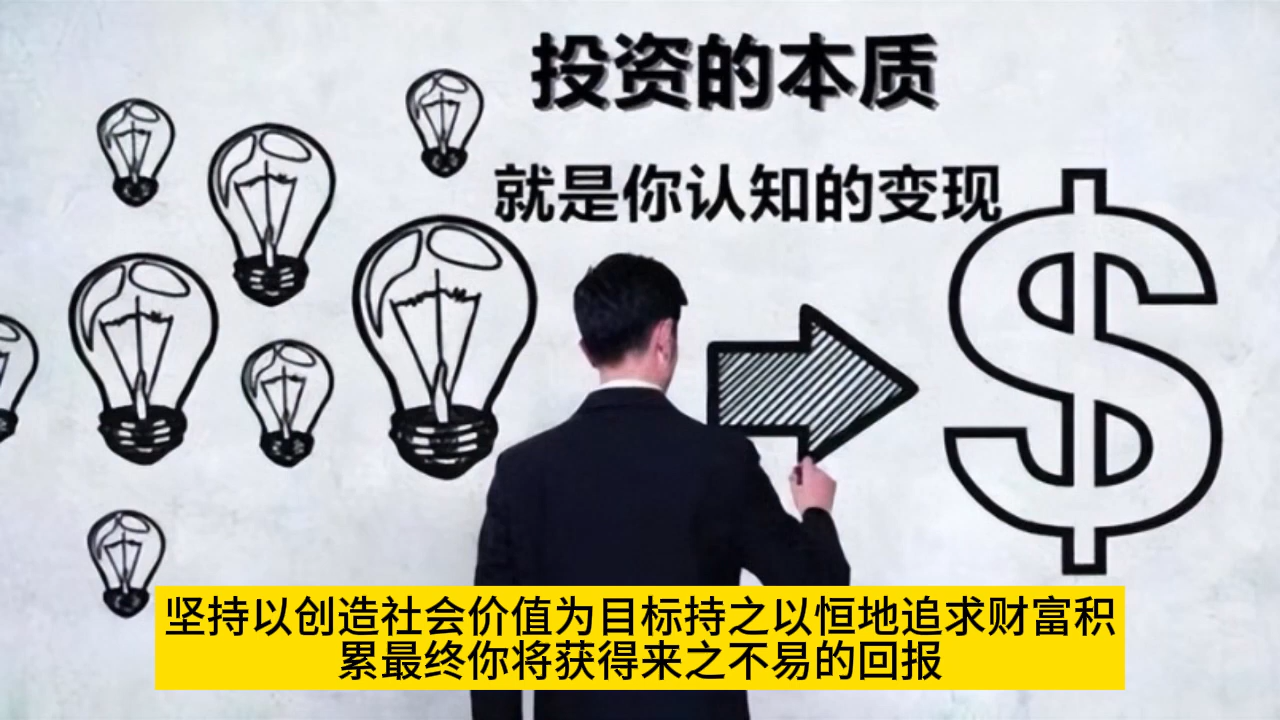 投资的本质
就是你认知的变现
坚持以创造社会价值为目标持之以恒地追求财富积
累最终你将获得来之不易的回报